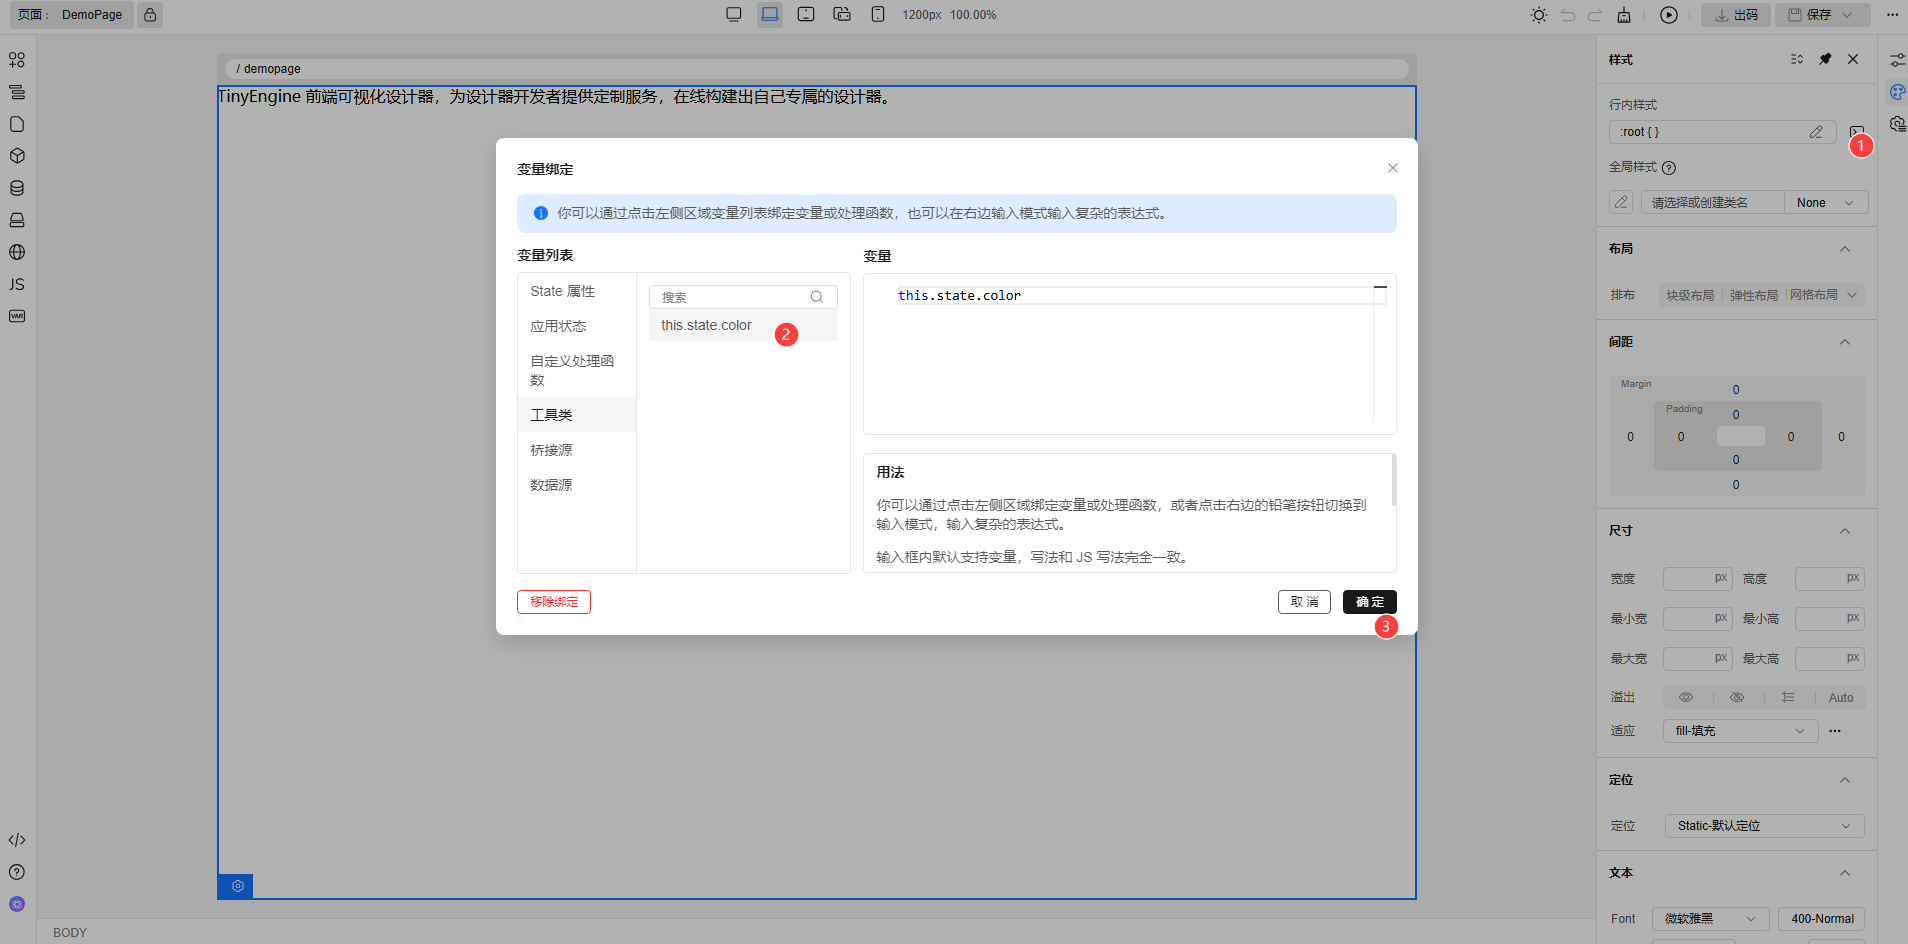 页面： DemoPage
1200px 100.00%
出码
保存
/ demopage
TinyEngine 前端可视化设计器，为设计器开发者提供定制服务，在线构建出自己专属的设计器。
变量绑定
你可以通过点击左侧区域变量列表绑定变量或处理函数，也可以在右边输入模式输入复杂的表达式。
变量列表
State 属性
应用状态
自定义处理函
数
工具类
桥接源
数据源
搜索
this.state.color
2
变量
this.state.color
用法
你可以通过点击左侧区域绑定变量或处理函数，或者点击右边的铅笔按钮切换到
输入模式，输入复杂的表达式。
输入框内默认支持变量，写法和 JS 写法完全一致。
移除绑定
取 消
确 定
3
JS
VAR
BODY
样式
行内样式
:root { }
1
全局样式
请选择或创建类名
None
布局
排布 块级布局 弹性布局 网格布局
间距
Margin
0
Padding
0
0 0 0 0
0
0
尺寸
宽度 px 高度 px
最小宽 px 最小高 px
最大宽 px 最大高 px
溢出 Auto
适应 fill-填充
定位
定位 Static-默认定位
文本
Font 微软雅黑 400-Normal